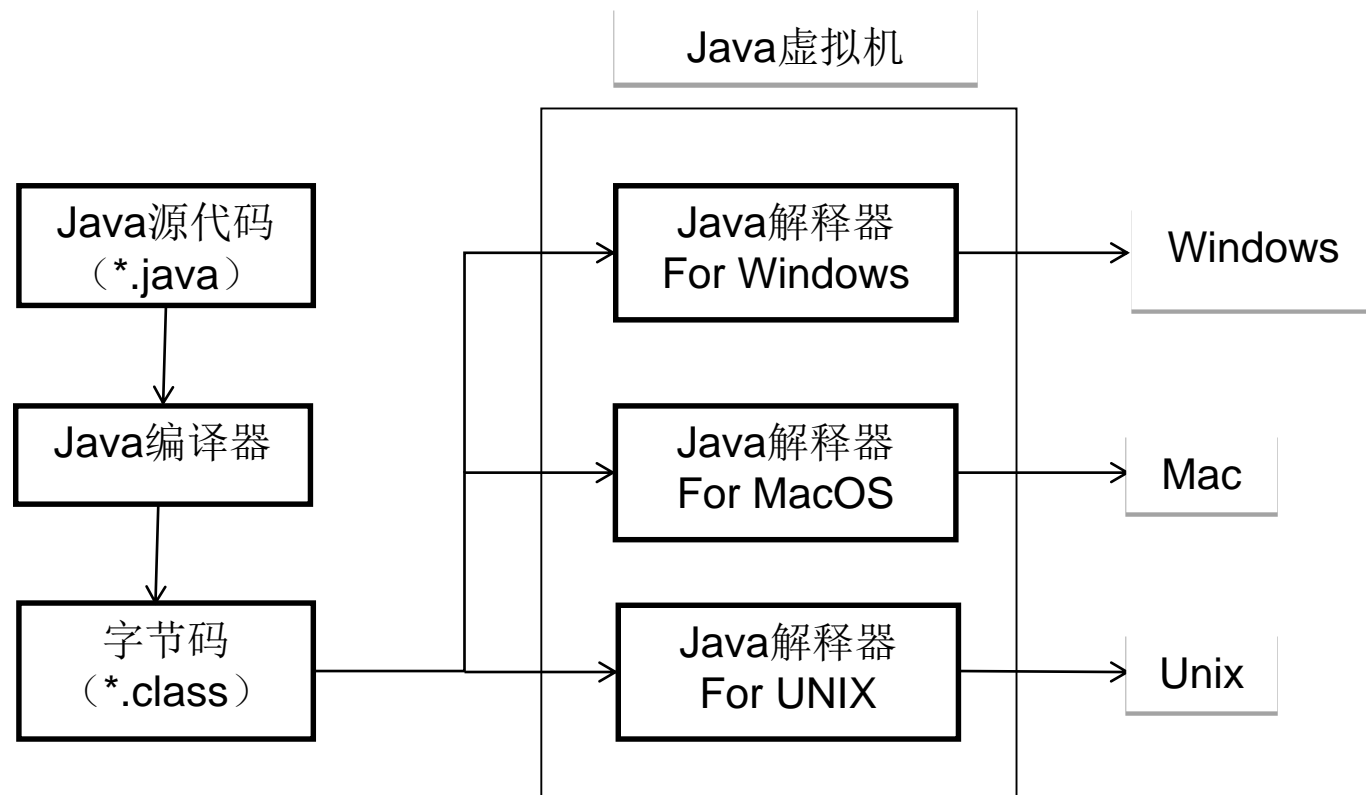 Java虚拟机
Java源代码
（*.java）
Java编译器
字节码
（*.class）
Java解释器
For Windows
Java解释器
For MacOS
Java解释器
For UNIX
Windows
Mac
Unix